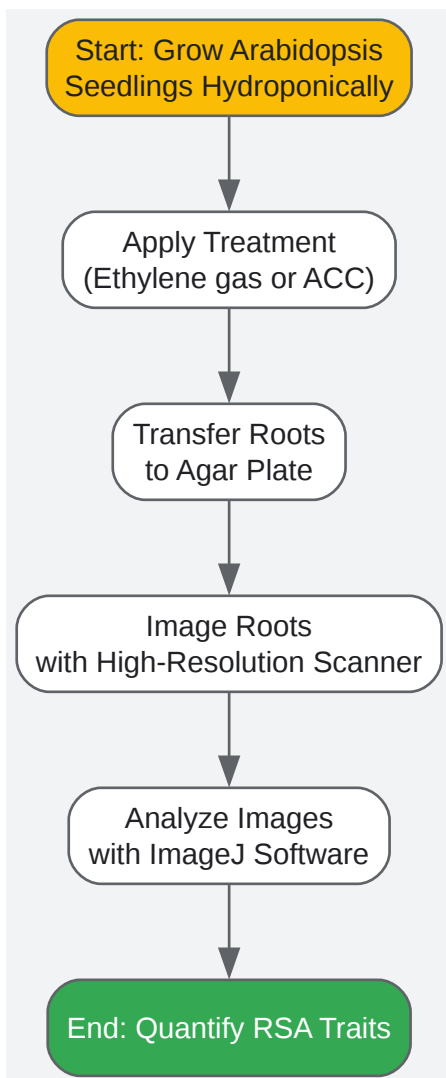 Start: Grow Arabidopsis
Seedlings Hydroponically
Apply Treatment
(Ethylene gas or ACC)
Transfer Roots
to Agar Plate
Image Roots
with High-Resolution Scanner
Analyze Images
with ImageJ Software
End: Quantify RSA Traits